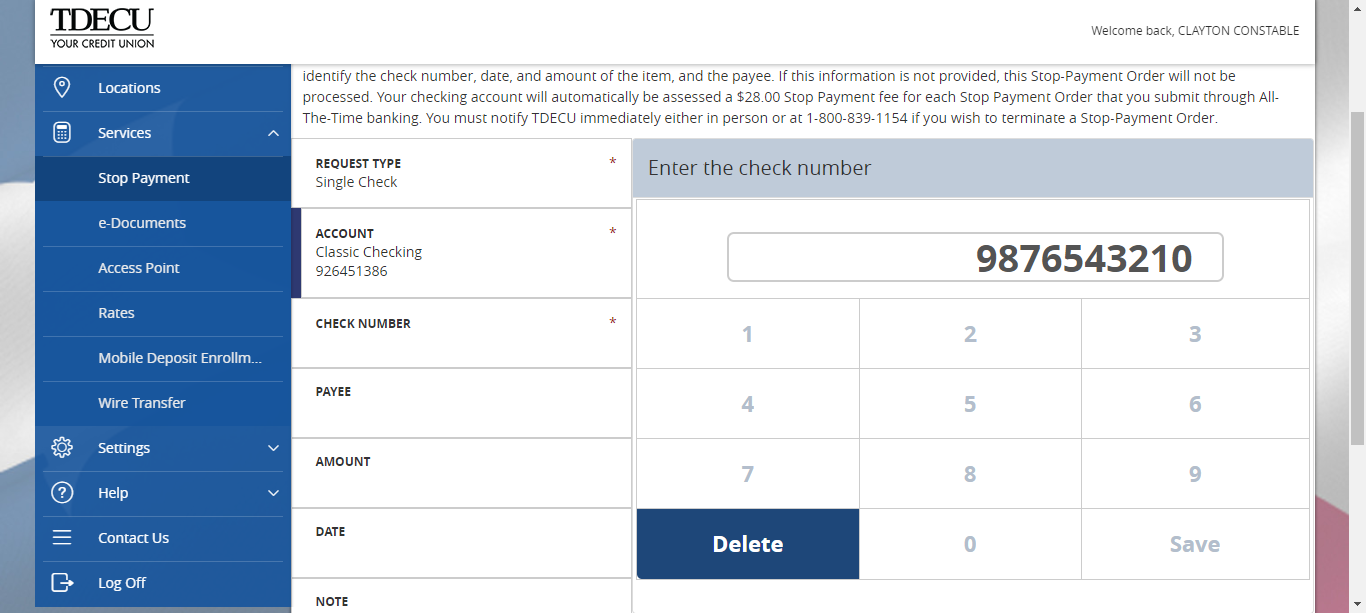 TDECU
YOUR CREDIT UNION
Welcome back, CLAYTON CONSTABLE
Locations
Services
Stop Payment
e-Documents
Access Point
Rates
Mobile Deposit Enrollm...
Wire Transfer
Settings
Help
Contact Us
Log Off
identify the check number, date, and amount of the item, and the payee. If this information is not provided, this Stop-Payment Order will not be
processed. Your checking account will automatically be assessed a $28.00 Stop Payment fee for each Stop Payment Order that you submit through All-
The-Time banking. You must notify TDECU immediately either in person or at 1-800-839-1154 if you wish to terminate a Stop-Payment Order.
REQUEST TYPE *
Single Check
ACCOUNT *
Classic Checking
926451386
CHECK NUMBER *
PAYEE
AMOUNT
DATE
NOTE
Enter the check number
9876543210
1 2 3
4 5 6
7 8 9
Delete 0 Save